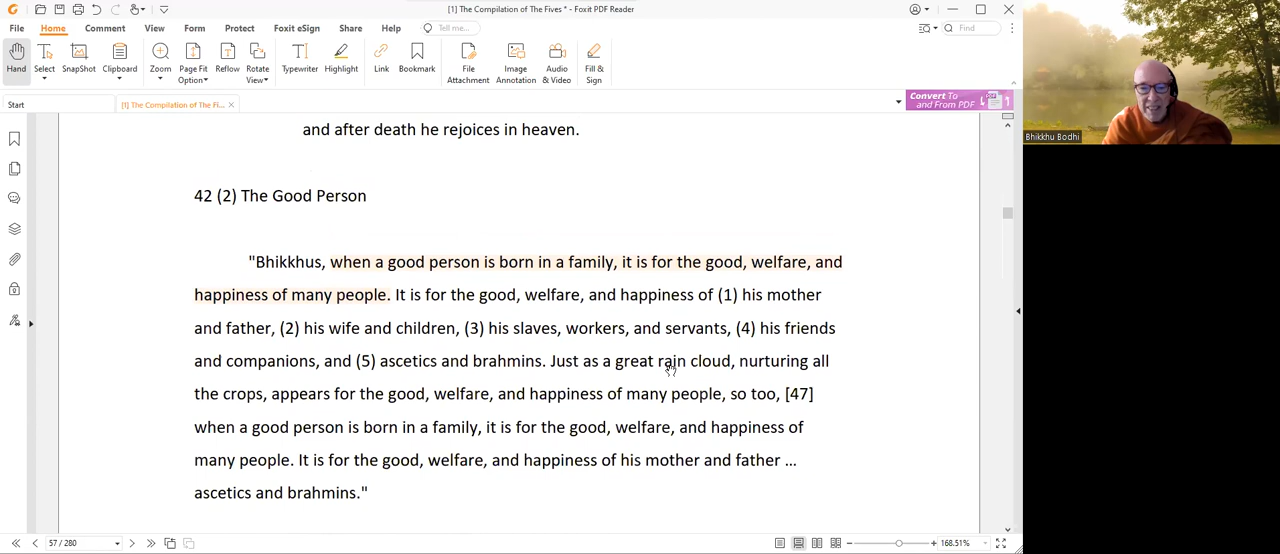 [1] The Compilation of The Fives * - Foxit PDF Reader
File Home Comment View Form Protect Foxit eSign Share Help Tell me... Find
Hand Select SnapShot Clipboard Zoom Page Fit Option Reflow Rotate View Typewriter Highlight Link Bookmark File Attachment Image Annotation Audio & Video Fill & Sign
Start [1] The Compilation of The Fi... Convert To and From PDF
Bhikkhu Bodhi
and after death he rejoices in heaven.
42 (2) The Good Person
"Bhikkhus, when a good person is born in a family, it is for the good, welfare, and
happiness of many people. It is for the good, welfare, and happiness of (1) his mother
and father, (2) his wife and children, (3) his slaves, workers, and servants, (4) his friends
and companions, and (5) ascetics and brahmins. Just as a great rain cloud, nurturing all
the crops, appears for the good, welfare, and happiness of many people, so too, [47]
when a good person is born in a family, it is for the good, welfare, and happiness of
many people. It is for the good, welfare, and happiness of his mother and father ...
ascetics and brahmins."
57 / 280 168.51%